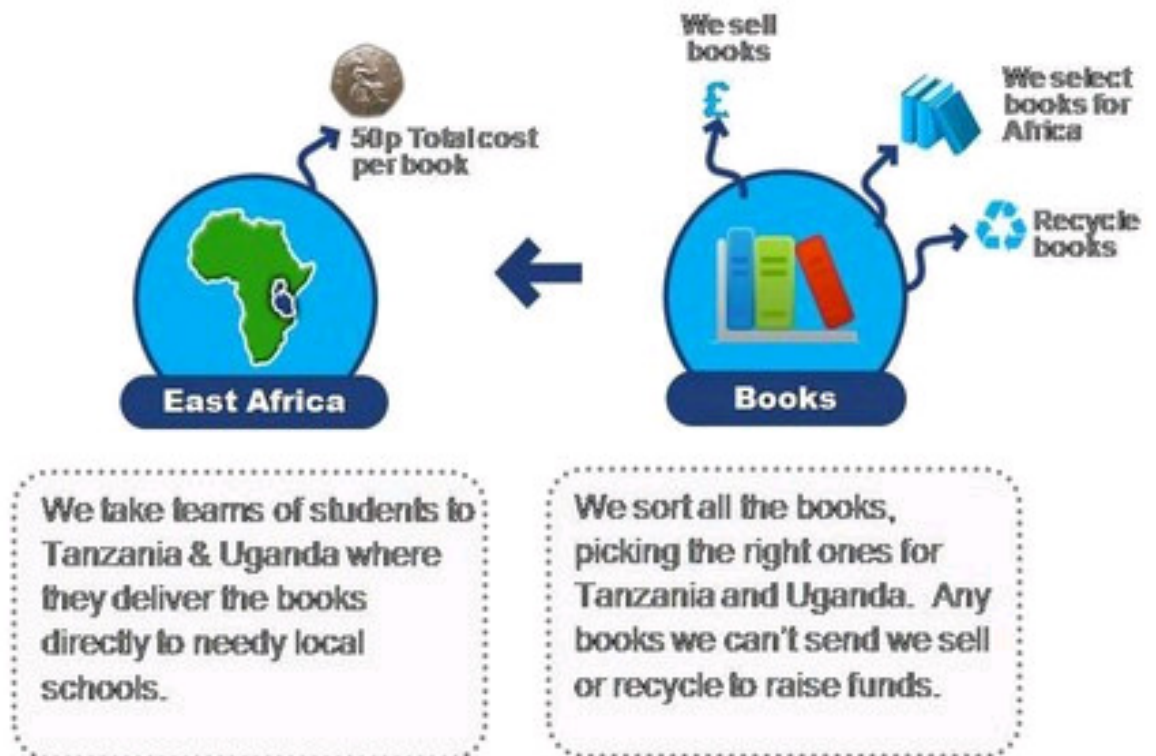 We sell
books
£
We select
books for
Africa
Recycle
books
50p Total cost
per book
East Africa
Books
We take teams of students to
Tanzania & Uganda where
they deliver the books
directly to needy local
schools.
We sort all the books,
picking the right ones for
Tanzania and Uganda. Any
books we can't send we sell
or recycle to raise funds.